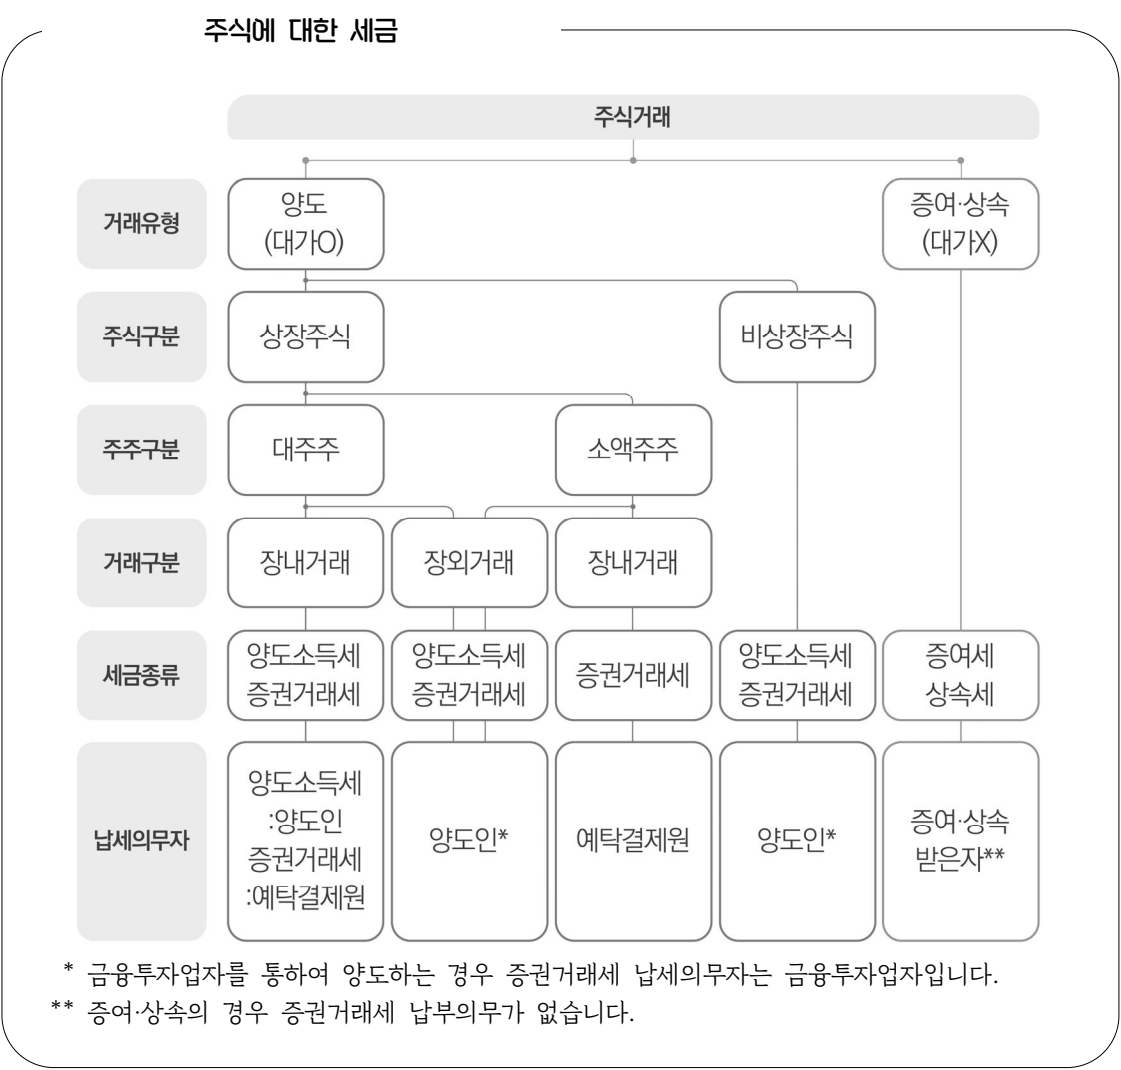 주식에 대한 세금
주식거래
거래유형
양도
(대가O)
증여·상속
(대가X)
주식구분
상장주식
비상장주식
주주구분
대주주
소액주주
거래구분
장내거래
장외거래
장내거래
세금종류
양도소득세
증권거래세
양도소득세
증권거래세
증권거래세
양도소득세
증권거래세
증여세
상속세
납세의무자
양도소득세
:양도인
증권거래세
:예탁결제원
양도인*
예탁결제원
양도인*
증여·상속
받은자**
* 금융투자업자를 통하여 양도하는 경우 증권거래세 납세의무자는 금융투자업자입니다.
** 증여·상속의 경우 증권거래세 납부의무가 없습니다.